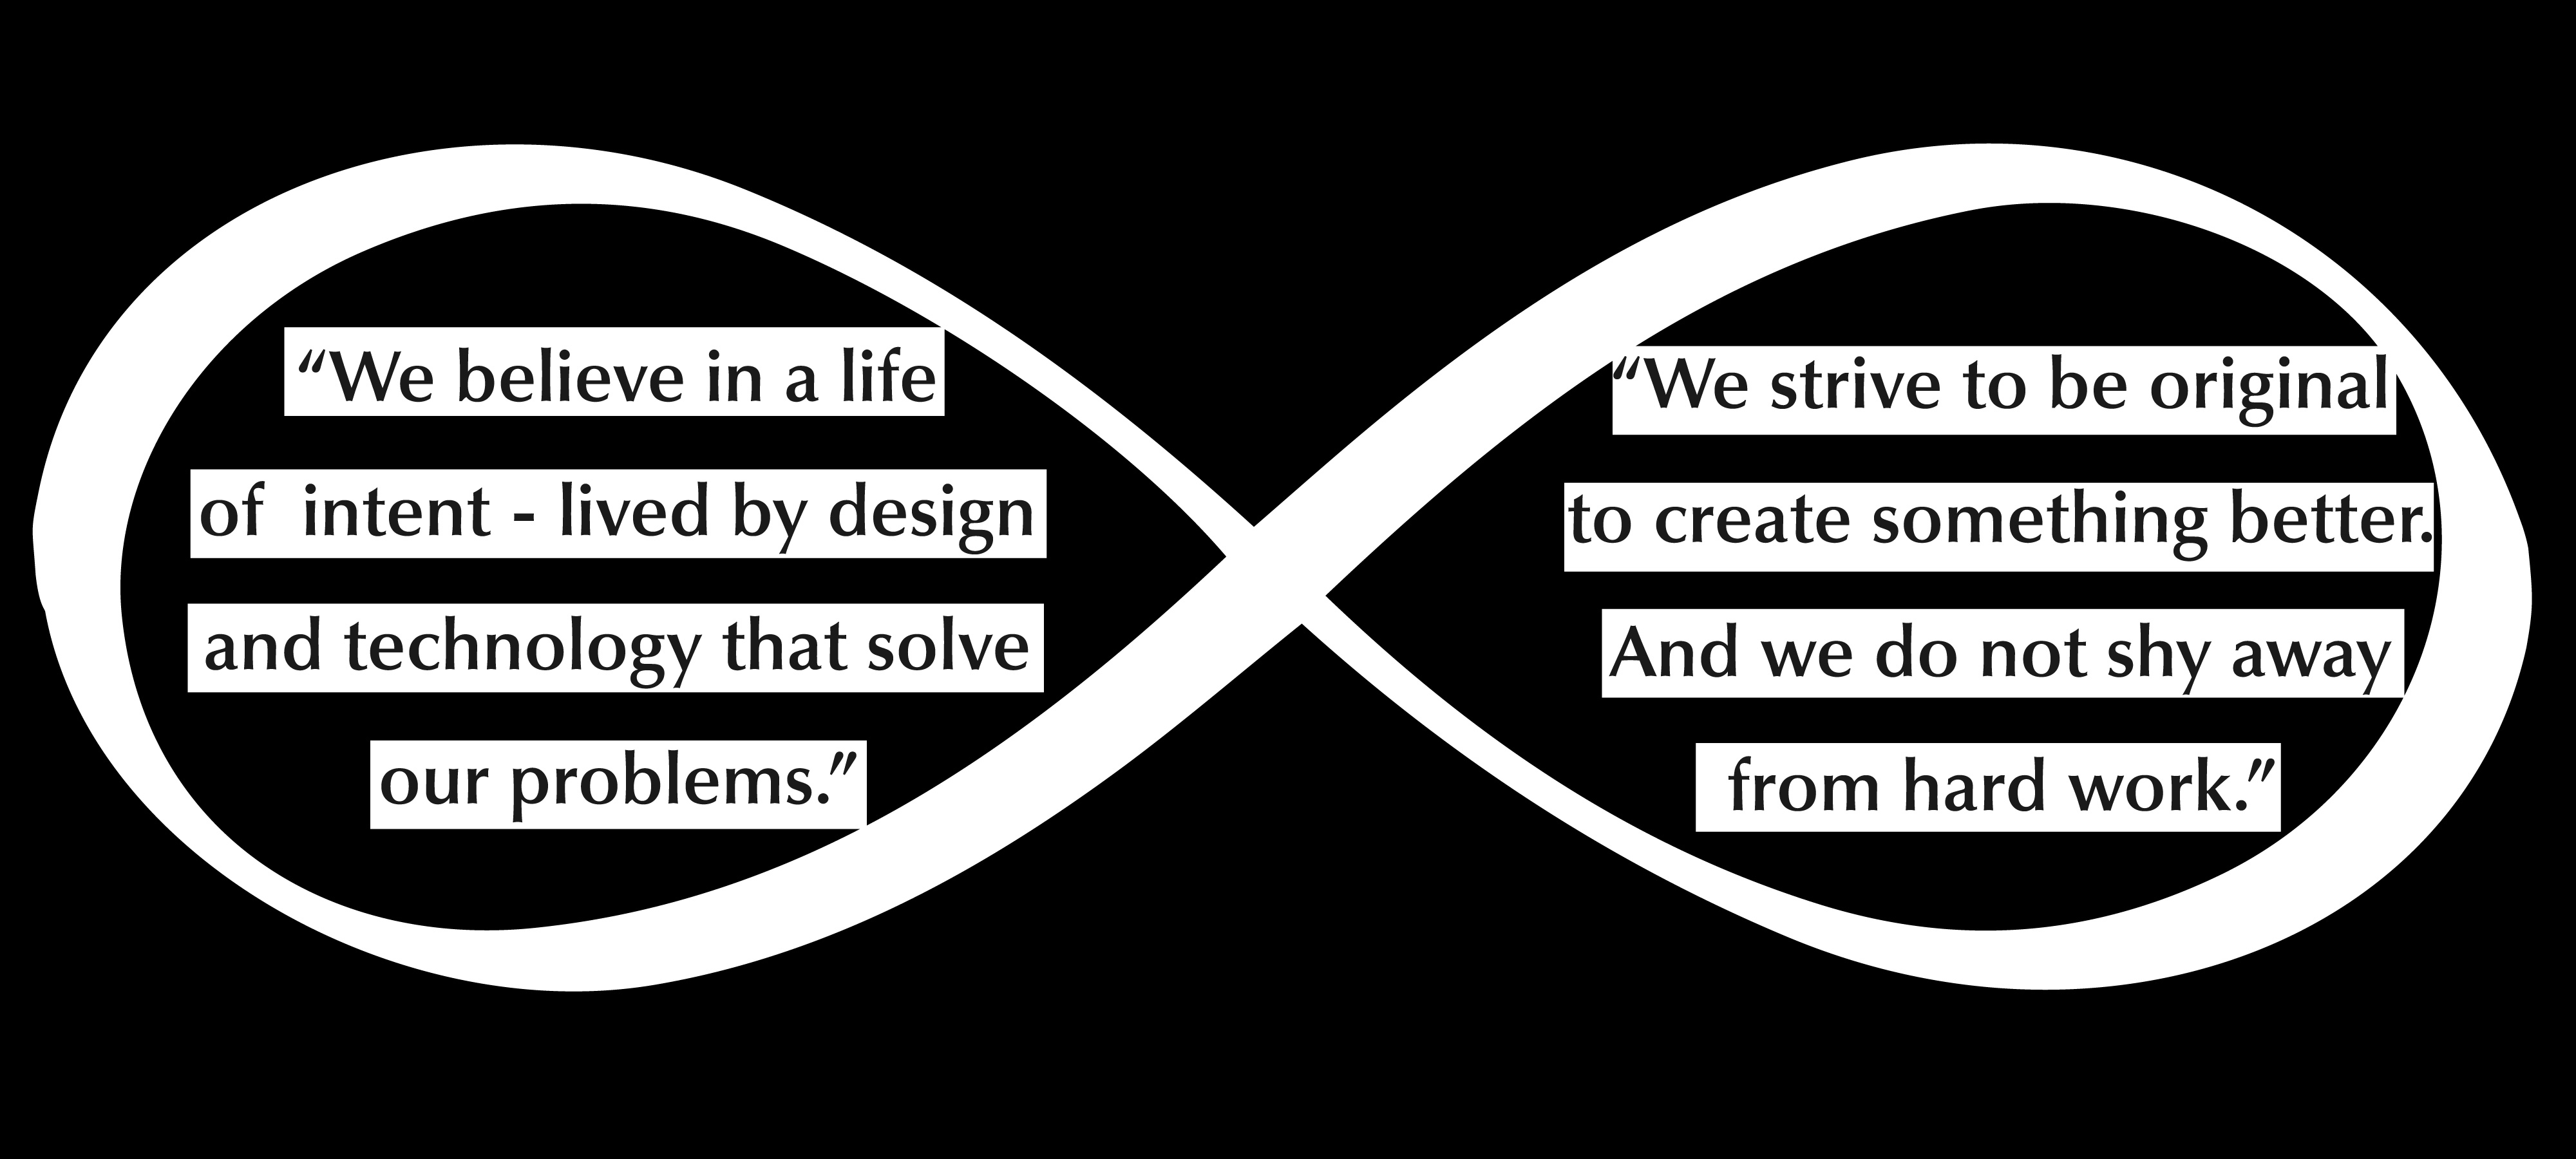 “We believe in a life
of  intent - lived by design
and technology that solve
our problems.”
“We strive to be original
to create something better.
And we do not shy away
from hard work.”